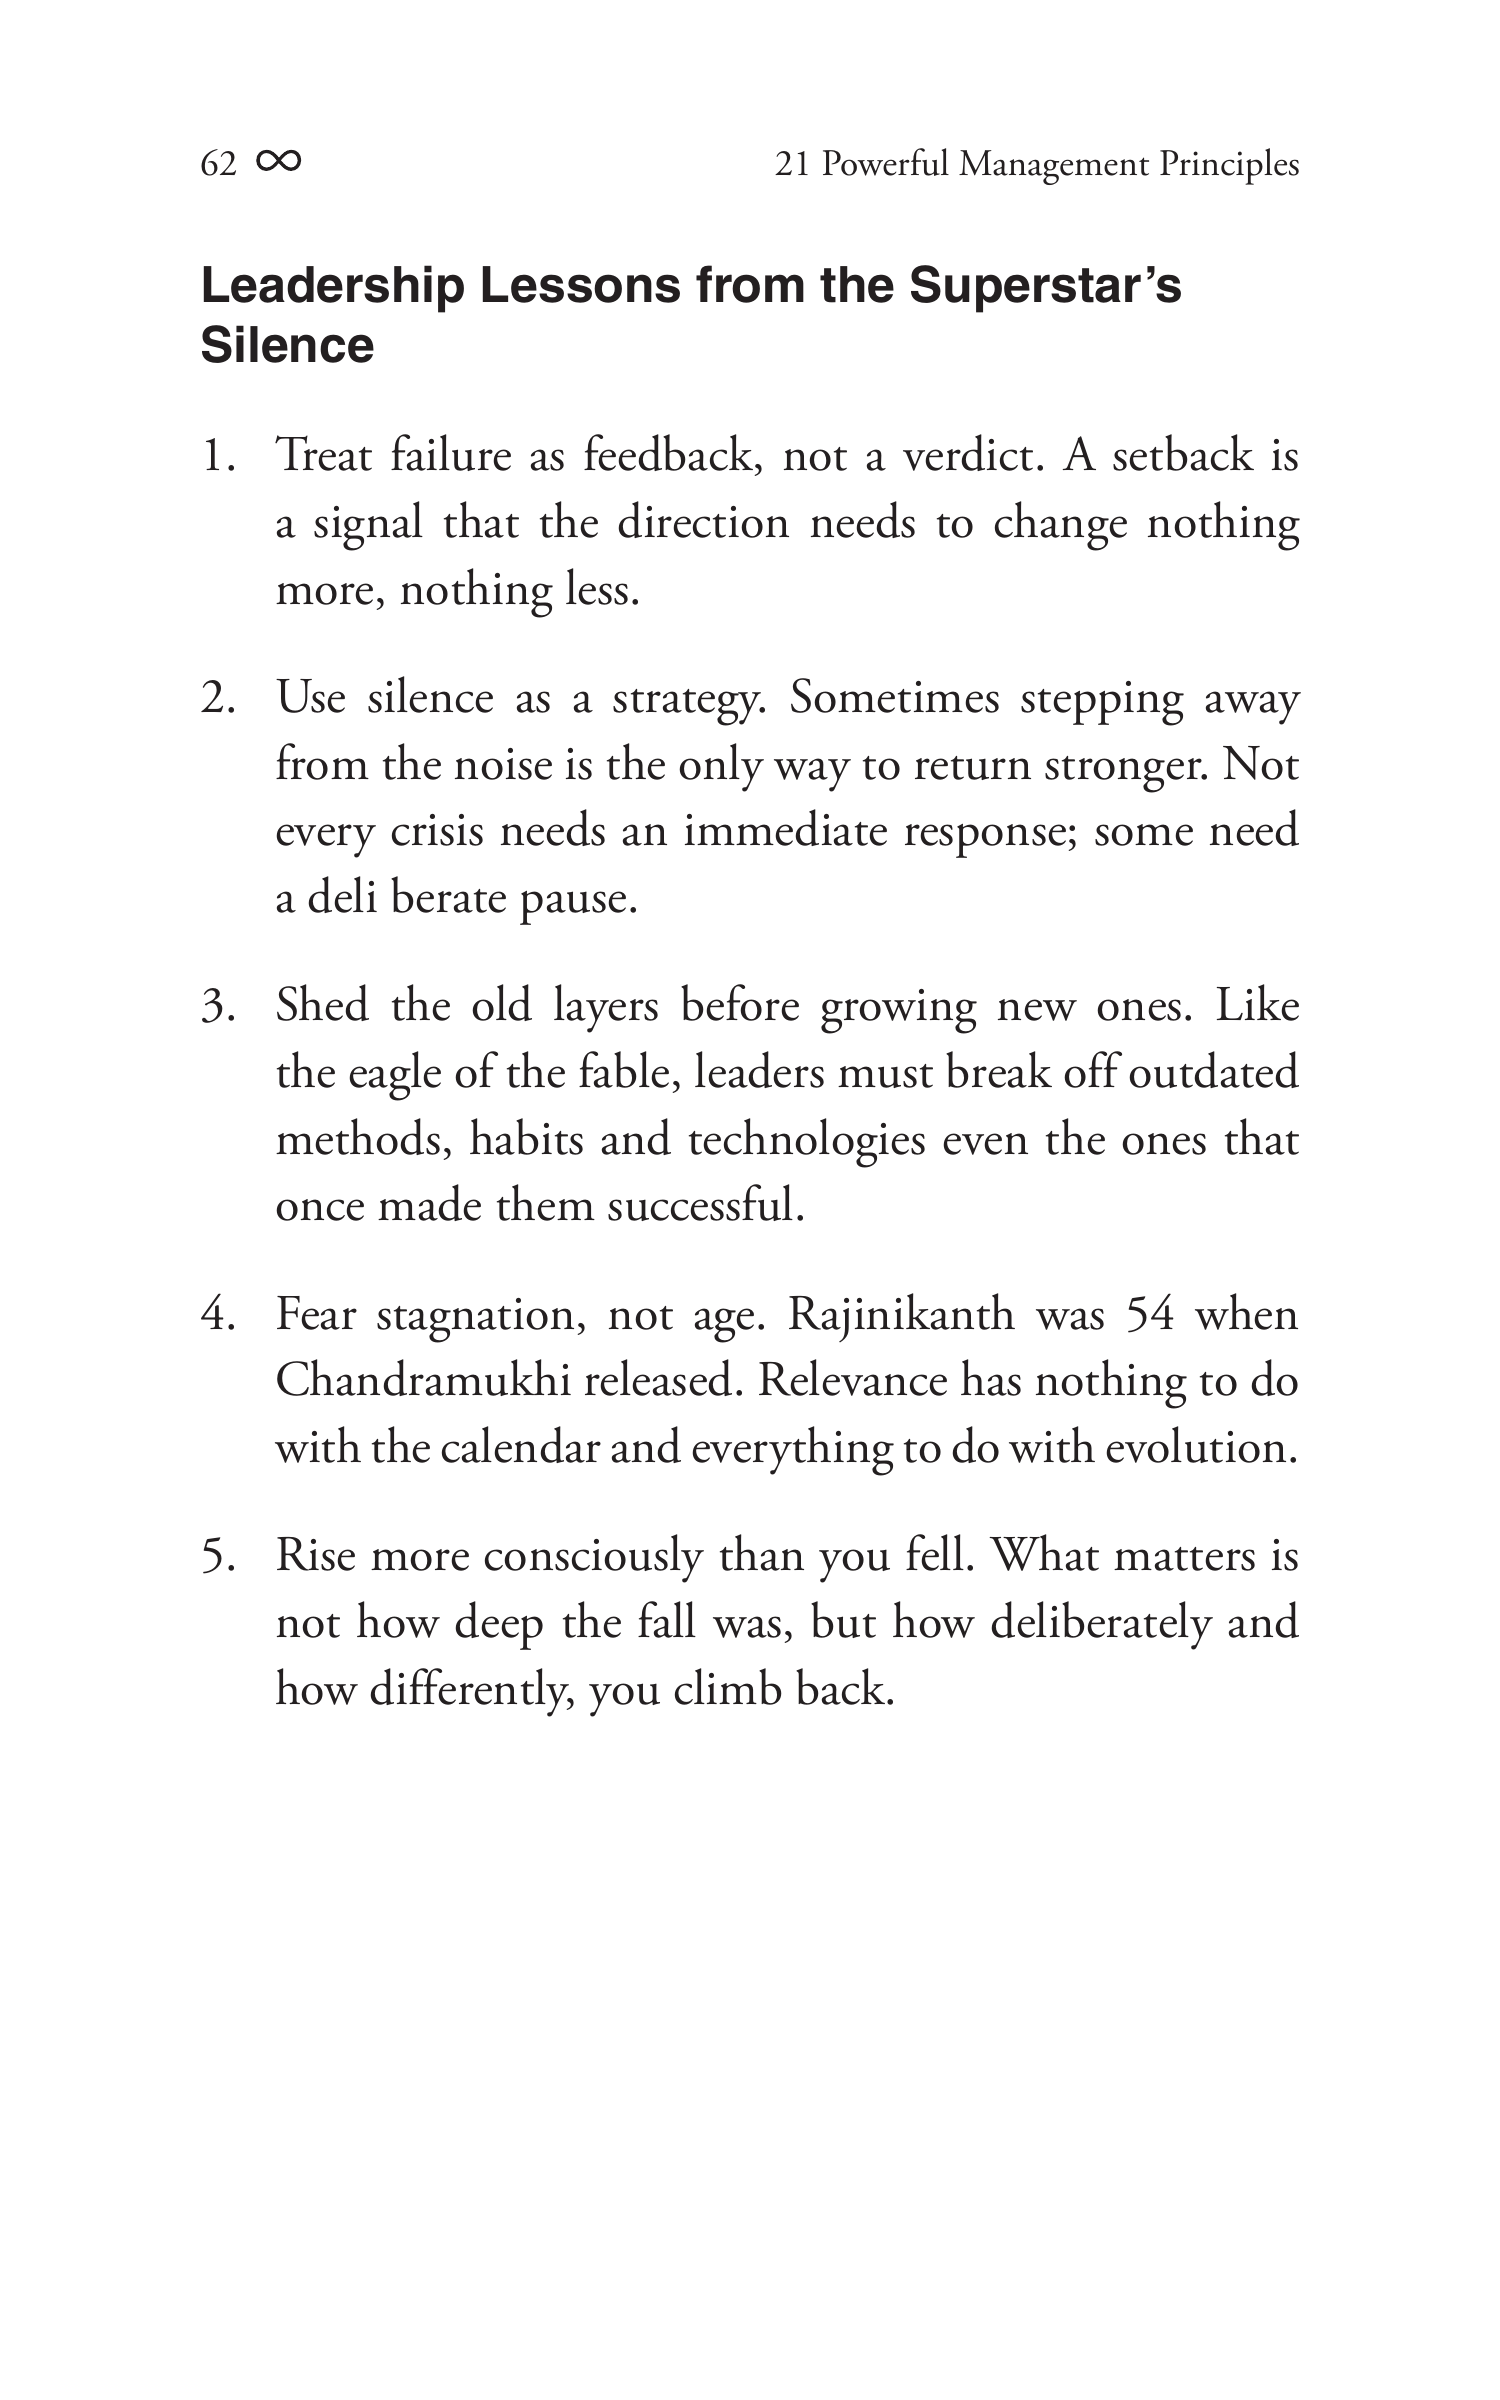 62 ∞ 21 Powerful Management Principles
Leadership Lessons from the Superstar’s
Silence
1. Treat failure as feedback, not a verdict. A setback is
a signal that the direction needs to change nothing
more, nothing less.
2. Use silence as a strategy. Sometimes stepping away
from the noise is the only way to return stronger. Not
every crisis needs an immediate response; some need
a deli berate pause.
3. Shed the old layers before growing new ones. Like
the eagle of the fable, leaders must break off outdated
methods, habits and technologies even the ones that
once made them successful.
4. Fear stagnation, not age. Rajinikanth was 54 when
Chandramukhi released. Relevance has nothing to do
with the calendar and everything to do with evolution.
5. Rise more consciously than you fell. What matters is
not how deep the fall was, but how deliberately and
how differently, you climb back.